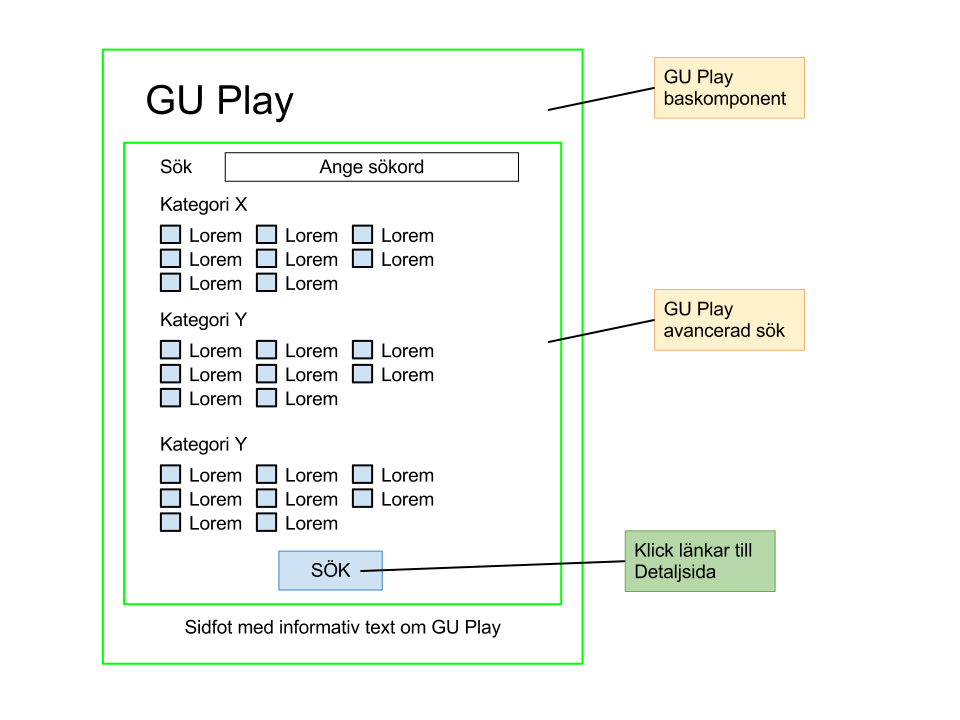 GU Play
Sök Ange sökord
Kategori X
Lorem Lorem Lorem
Lorem Lorem Lorem
Lorem Lorem
Kategori Y
Lorem Lorem Lorem
Lorem Lorem Lorem
Lorem Lorem
Kategori Y
Lorem Lorem Lorem
Lorem Lorem Lorem
Lorem Lorem
SÖK
Sidfot med informativ text om GU Play
GU Play
baskomponent
GU Play
avancerad sök
Klick länkar till
Detaljsida